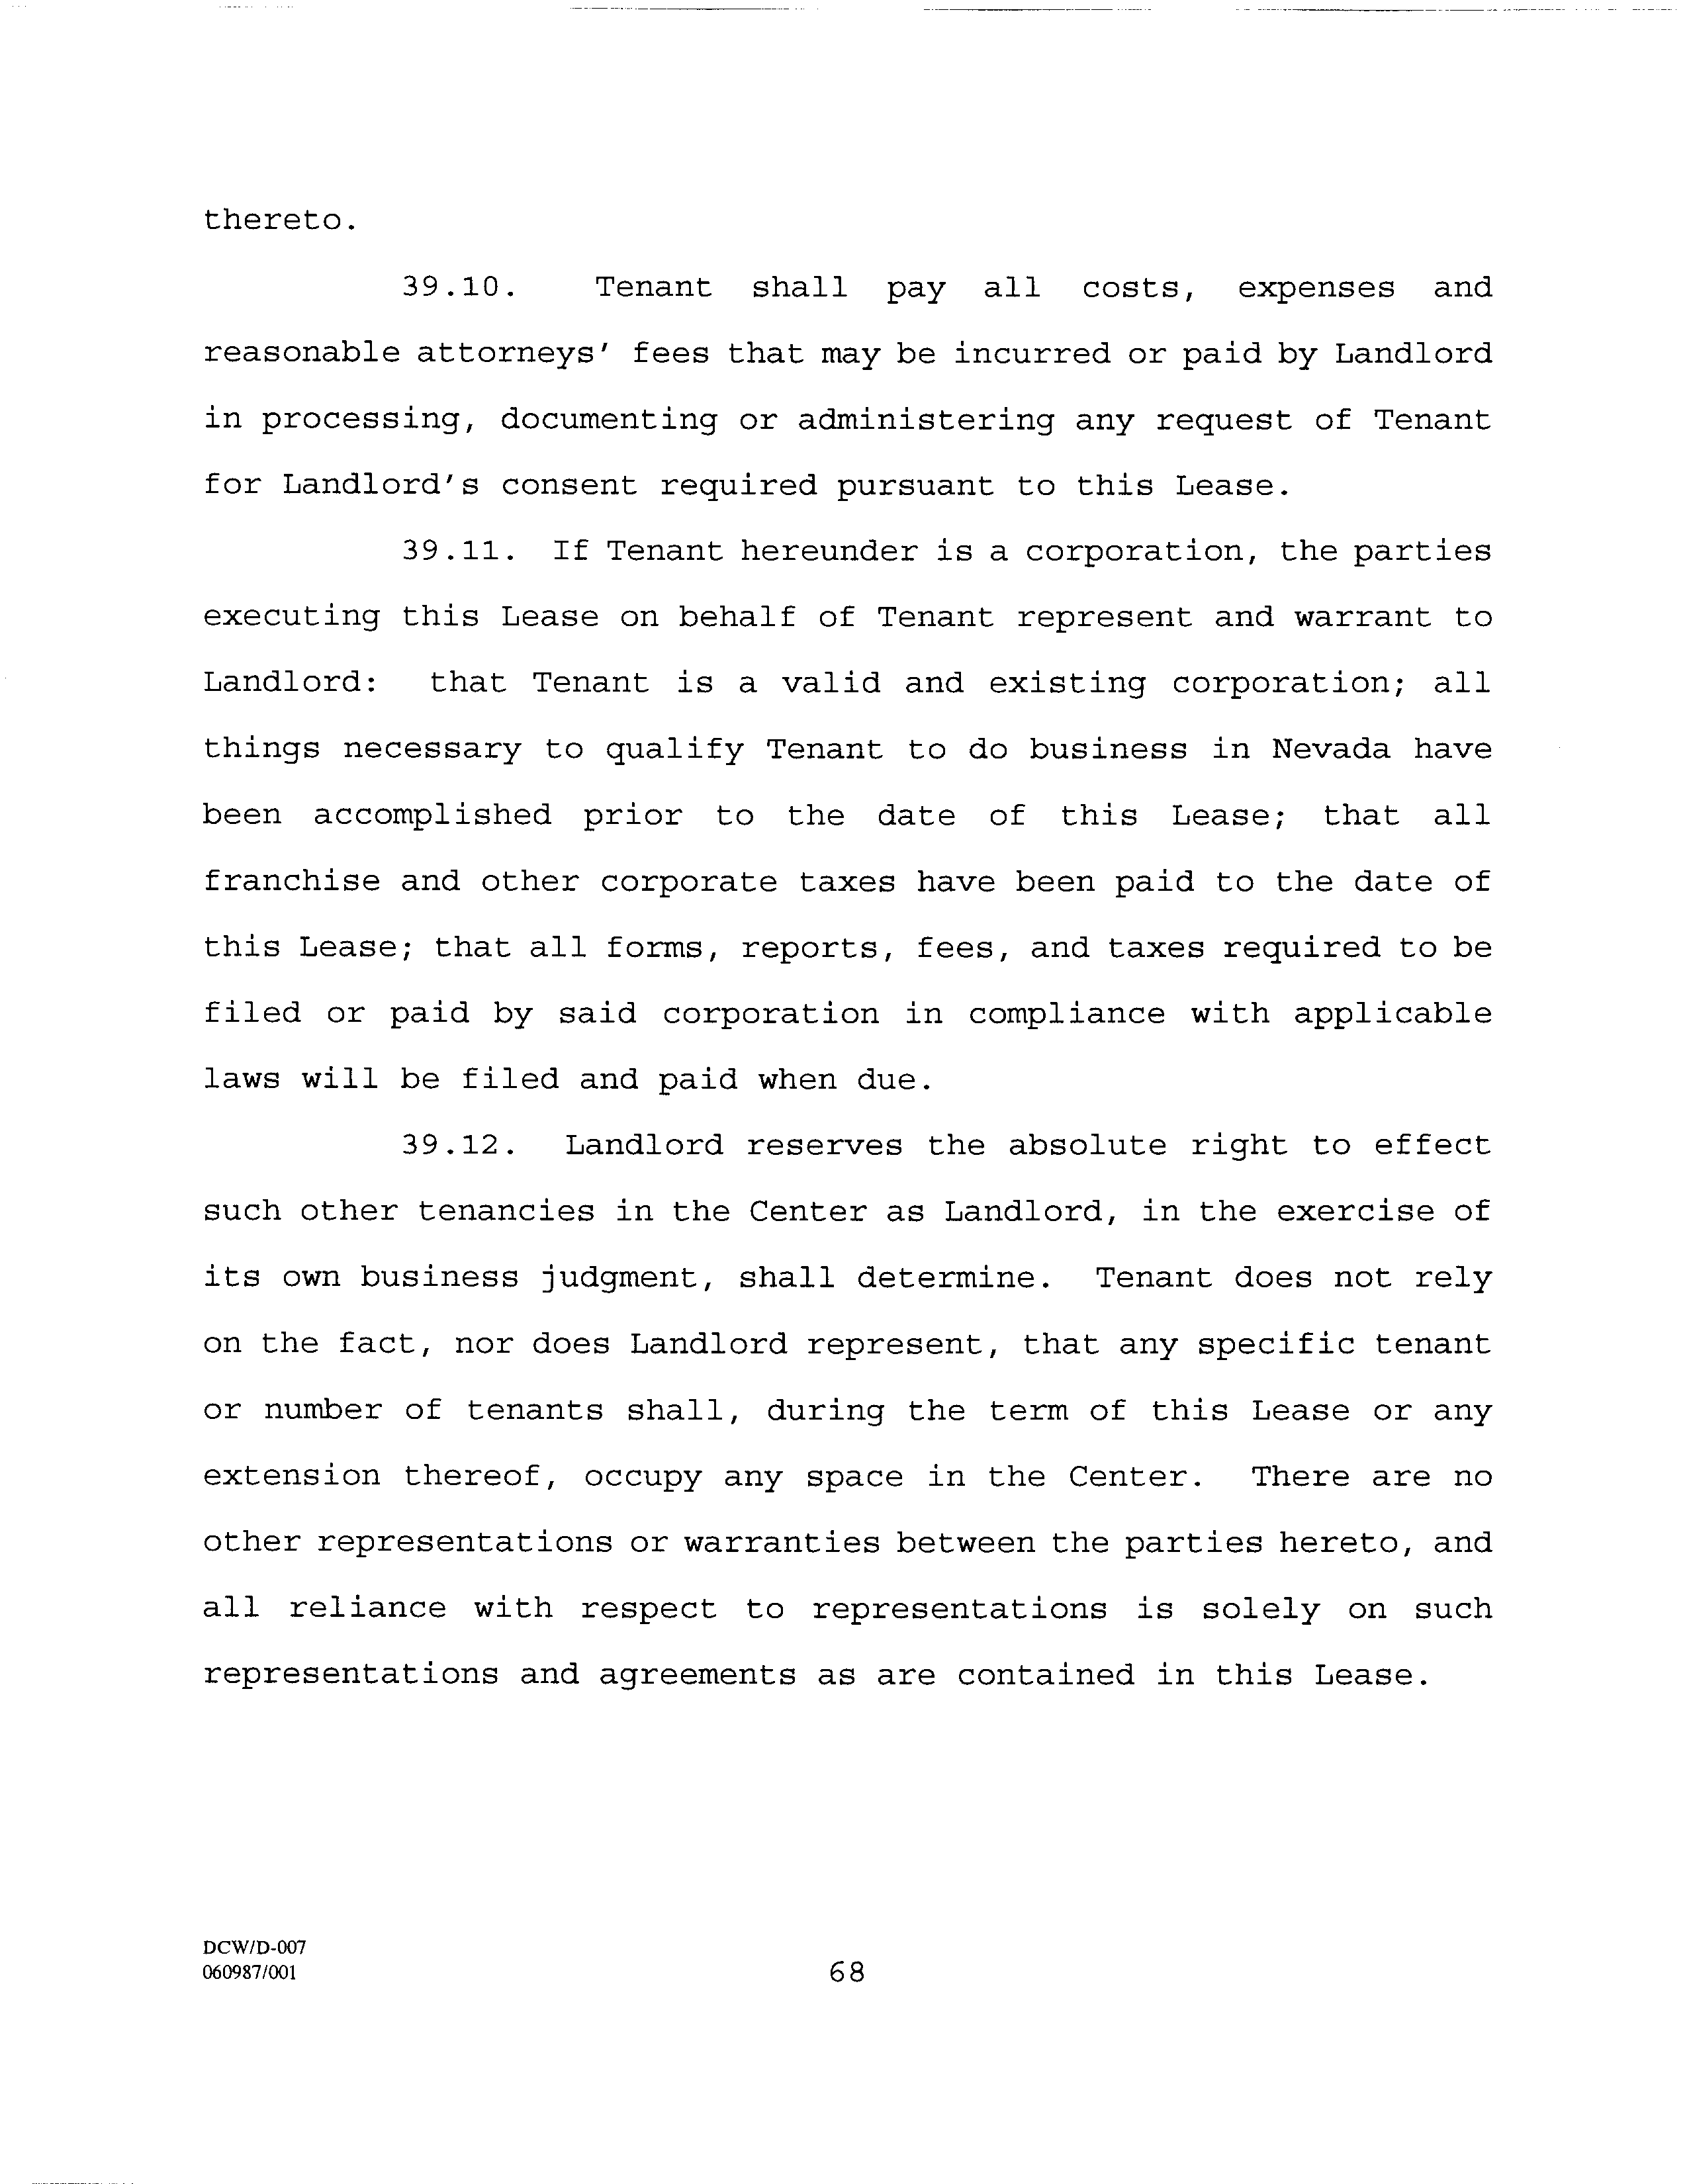 thereto.
39.10. Tenant shall pay all costs, expenses and
reasonable attorneys' fees that may be incurred or paid by Landlord
in processing, documenting or administering any request of Tenant
for Landlord's consent required pursuant to this Lease.
39.11. If Tenant hereunder is a corporation, the parties
executing this Lease on behalf of Tenant represent and warrant to
Landlord: that Tenant is a valid and existing corporation; all
things necessary to qualify Tenant to do business in Nevada have
been accomplished prior to the date of this Lease; that all
franchise and other corporate taxes have been paid to the date of
this Lease; that all forms, reports, fees, and taxes required to be
filed or paid by said corporation in compliance with applicable
laws will be filed and paid when due.
39.12. Landlord reserves the absolute right to effect
such other tenancies in the Center as Landlord, in the exercise of
its own business judgment, shall determine. Tenant does not rely
on the fact, nor does Landlord represent, that any specific tenant
or number of tenants shall, during the term of this Lease or any
extension thereof, occupy any space in the Center. There are no
other representations or warranties between the parties hereto, and
all reliance with respect to representations is solely on such
representations and agreements as are contained in this Lease.
DCW/D-007
060987/001
68